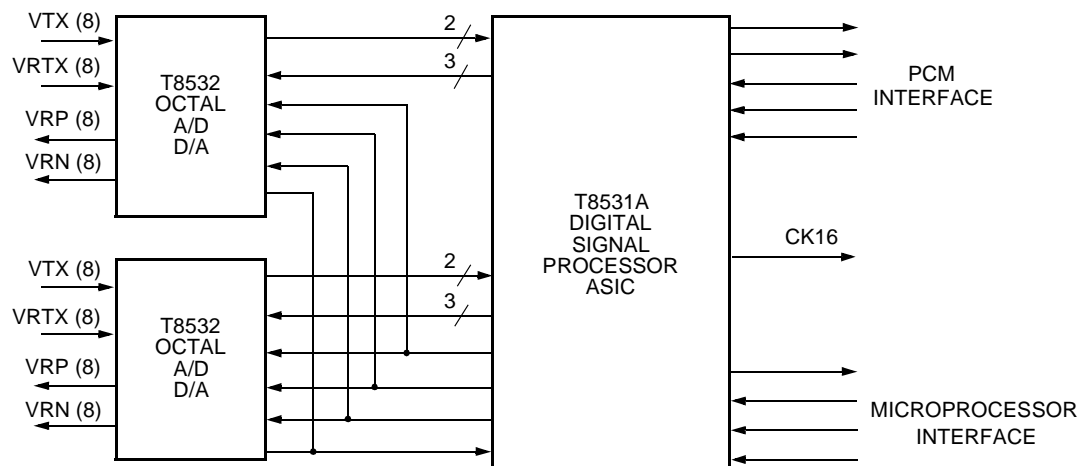 VTX (8)
VRTX (8)
VRP (8)
VRN (8)
T8532
OCTAL
A/D
D/A
2
3
VTX (8)
VRTX (8)
VRP (8)
VRN (8)
T8532
OCTAL
A/D
D/A
2
3
T8531A
DIGITAL
SIGNAL
PROCESSOR
ASIC
PCM
INTERFACE
CK16
MICROPROCESSOR
INTERFACE